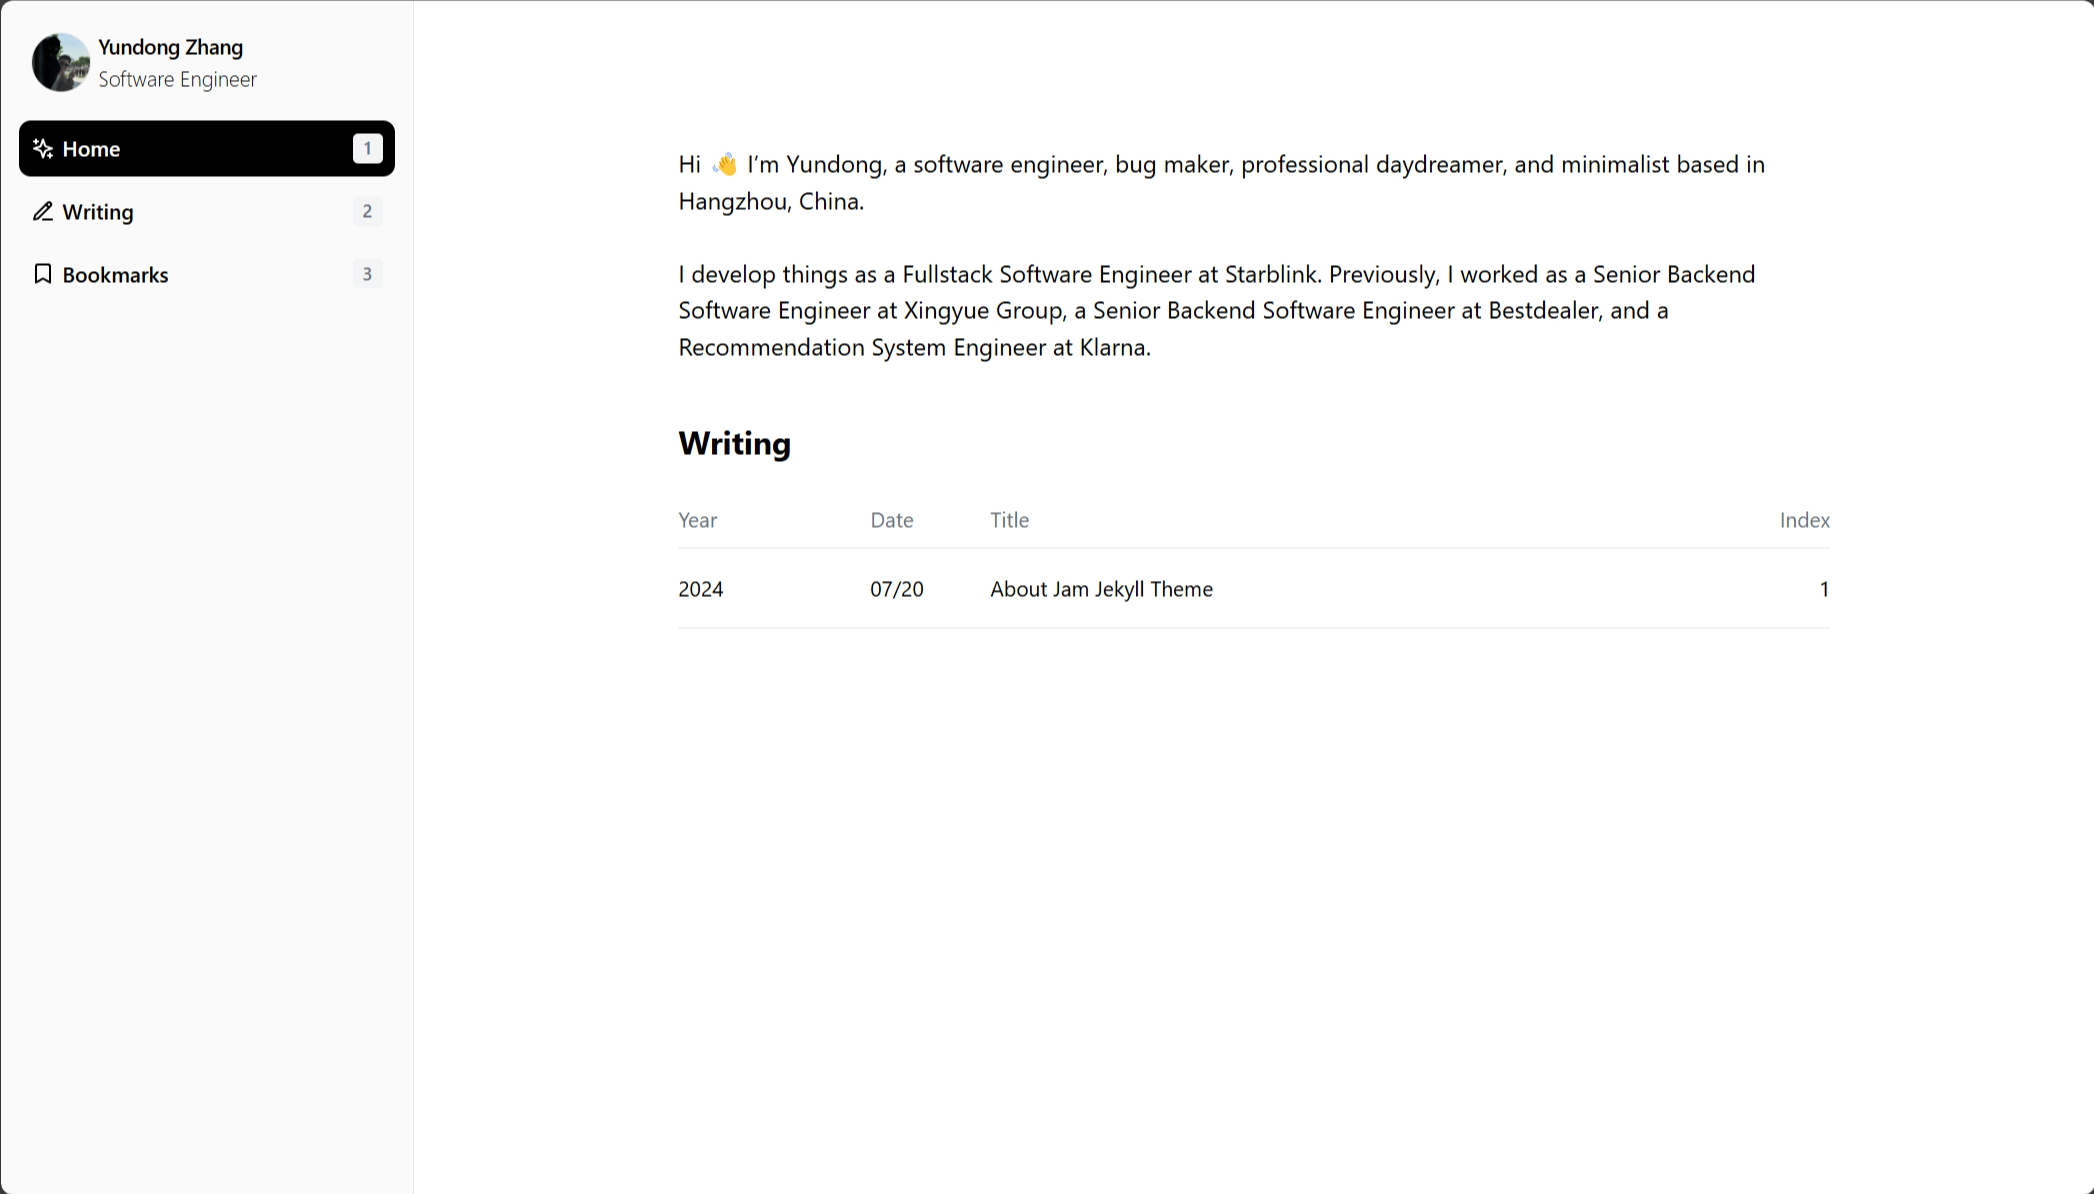 Yundong Zhang
Software Engineer
Home 1
Writing 2
Bookmarks 3
Hi 👋 I’m Yundong, a software engineer, bug maker, professional daydreamer, and minimalist based in
Hangzhou, China.
I develop things as a Fullstack Software Engineer at Starblink. Previously, I worked as a Senior Backend
Software Engineer at Xingyue Group, a Senior Backend Software Engineer at Bestdealer, and a
Recommendation System Engineer at Klarna.
Writing
Year Date Title Index
2024 07/20 About Jam Jekyll Theme 1